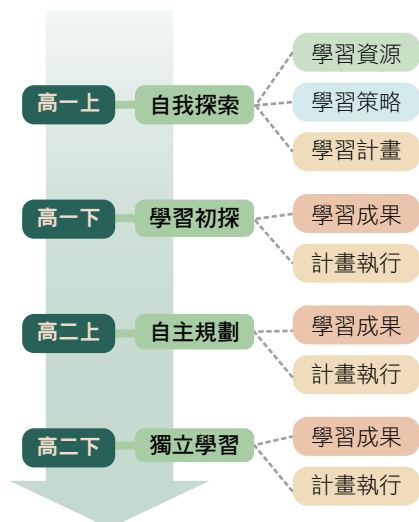 高一上
自我探索
學習資源
學習策略
學習計畫
高一下
學習初探
學習成果
計畫執行
高二上
自主規劃
學習成果
計畫執行
高二下
獨立學習
學習成果
計畫執行